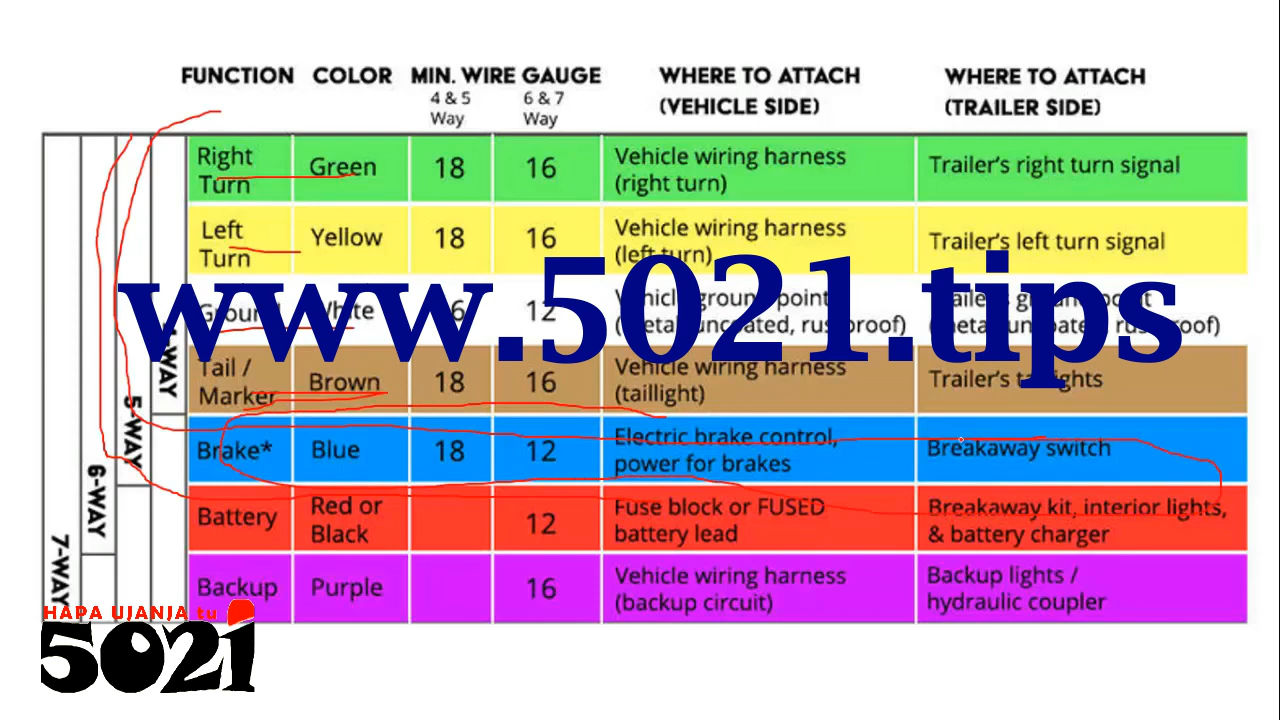 FUNCTION COLOR MIN. WIRE GAUGE WHERE TO ATTACH WHERE TO ATTACH
4 & 5 6 & 7 (VEHICLE SIDE) (TRAILER SIDE)
Way Way
Right Green 18 16 Vehicle wiring harness Trailer's right turn signal
Turn (right turn)
Left Yellow 18 16 Vehicle wiring harness Trailer's left turn signal
Turn (left turn)
www.5021.tips
Ground White 12
4-WAY
Tail / Brown 18 16 Vehicle wiring harness Trailer's taillights
Marker (taillight)
5-WAY
Brake* Blue 18 12 Electric brake control, Breakaway switch
power for brakes
6-WAY
Battery Red or 12 Fuse block or FUSED Breakaway kit, interior lights,
Black battery lead & battery charger
7-WAY
Backup Purple 16 Vehicle wiring harness Backup lights /
(backup circuit) hydraulic coupler
HAPA UJANJA tu
5021